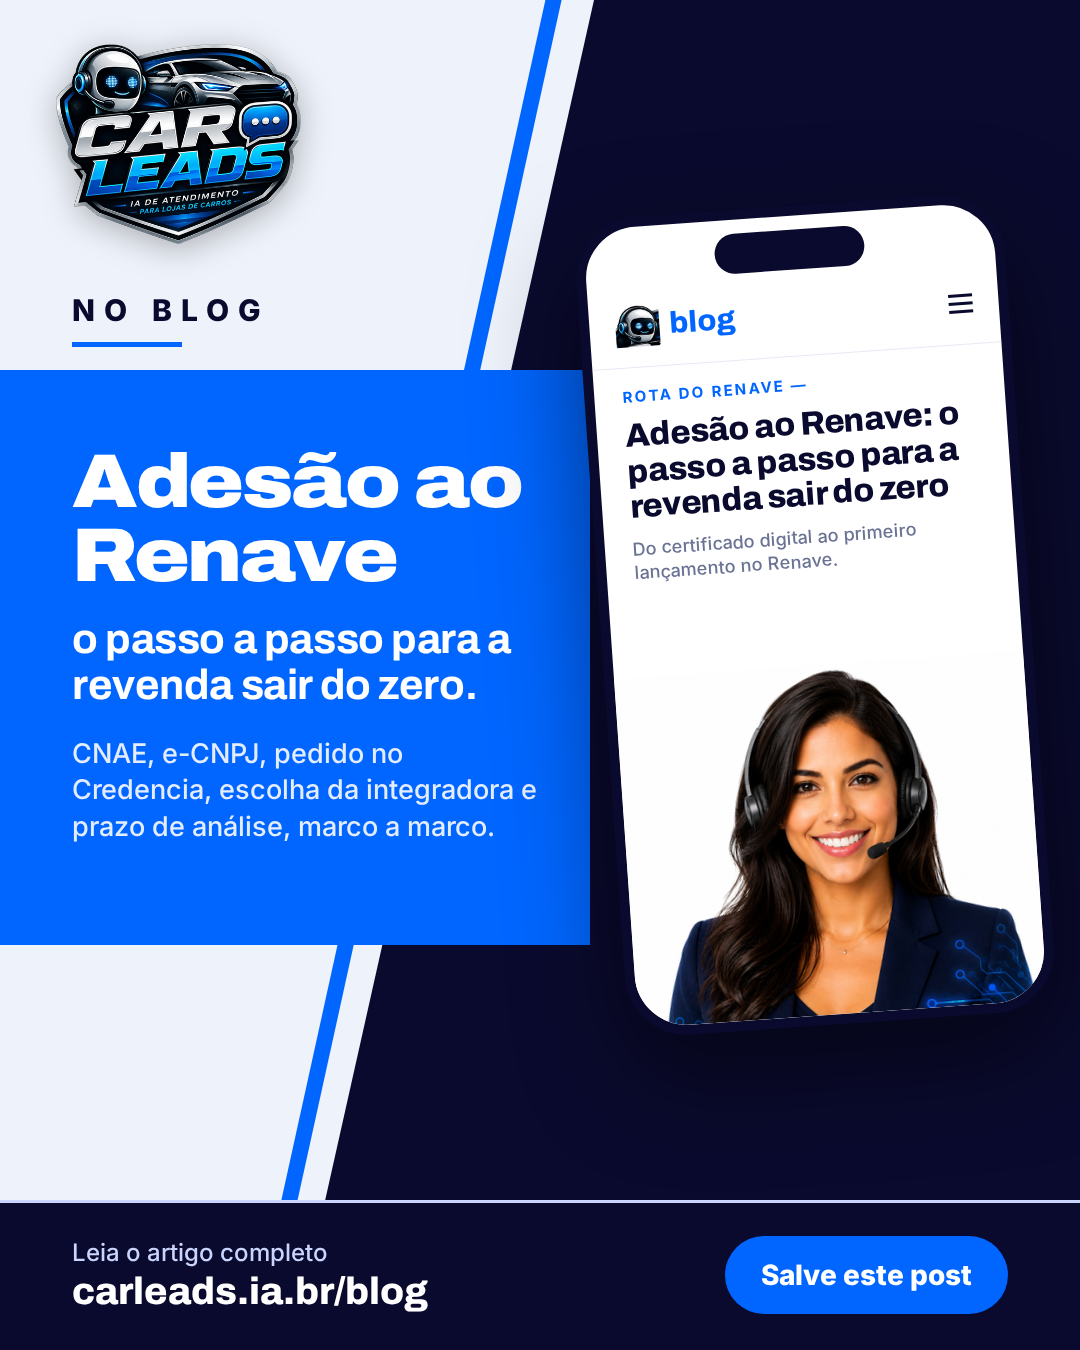 CAR
LEADS
IA DE ATENDIMENTO
PARA LOJAS DE CARROS
NO BLOG
Adesão ao
Renave
o passo a passo para a
revenda sair do zero.
CNAE, e-CNPJ, pedido no
Credencia, escolha da integradora e
prazo de análise, marco a marco.
blog
ROTA DO RENAVE —
Adesão ao Renave: o
passo a passo para a
revenda sair do zero
Do certificado digital ao primeiro
lançamento no Renave.
Leia o artigo completo
carleads.ia.br/blog
Salve este post